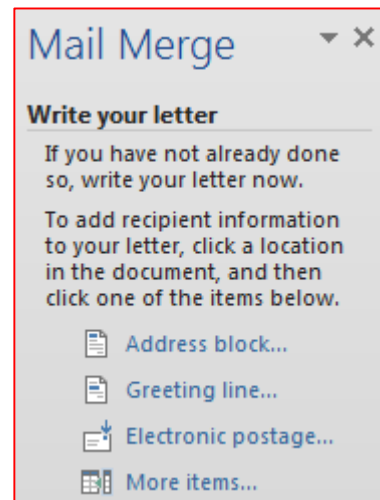 Mail Merge
Write your letter
If you have not already done
so, write your letter now.
To add recipient information
to your letter, click a location
in the document, and then
click one of the items below.
Address block...
Greeting line...
Electronic postage...
More items...